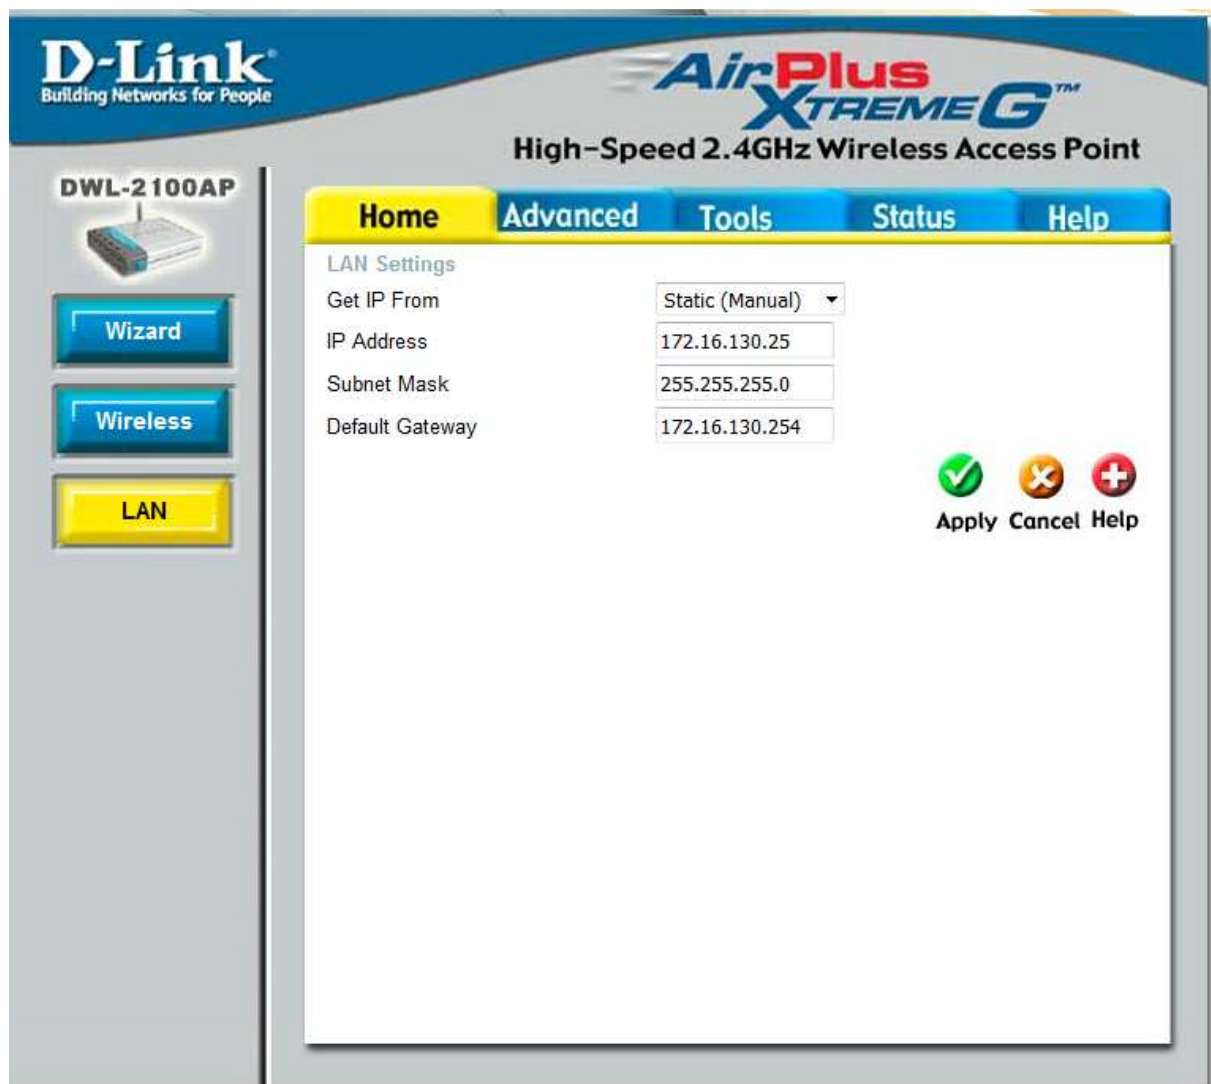 D-Link
Building Networks for People
AirPlus
XTREME G™
High-Speed 2.4GHz Wireless Access Point
DWL-2100AP
Home Advanced Tools Status Help
Wizard
Wireless
LAN
LAN Settings
Get IP From Static (Manual)
IP Address 172.16.130.25
Subnet Mask 255.255.255.0
Default Gateway 172.16.130.254
Apply Cancel Help